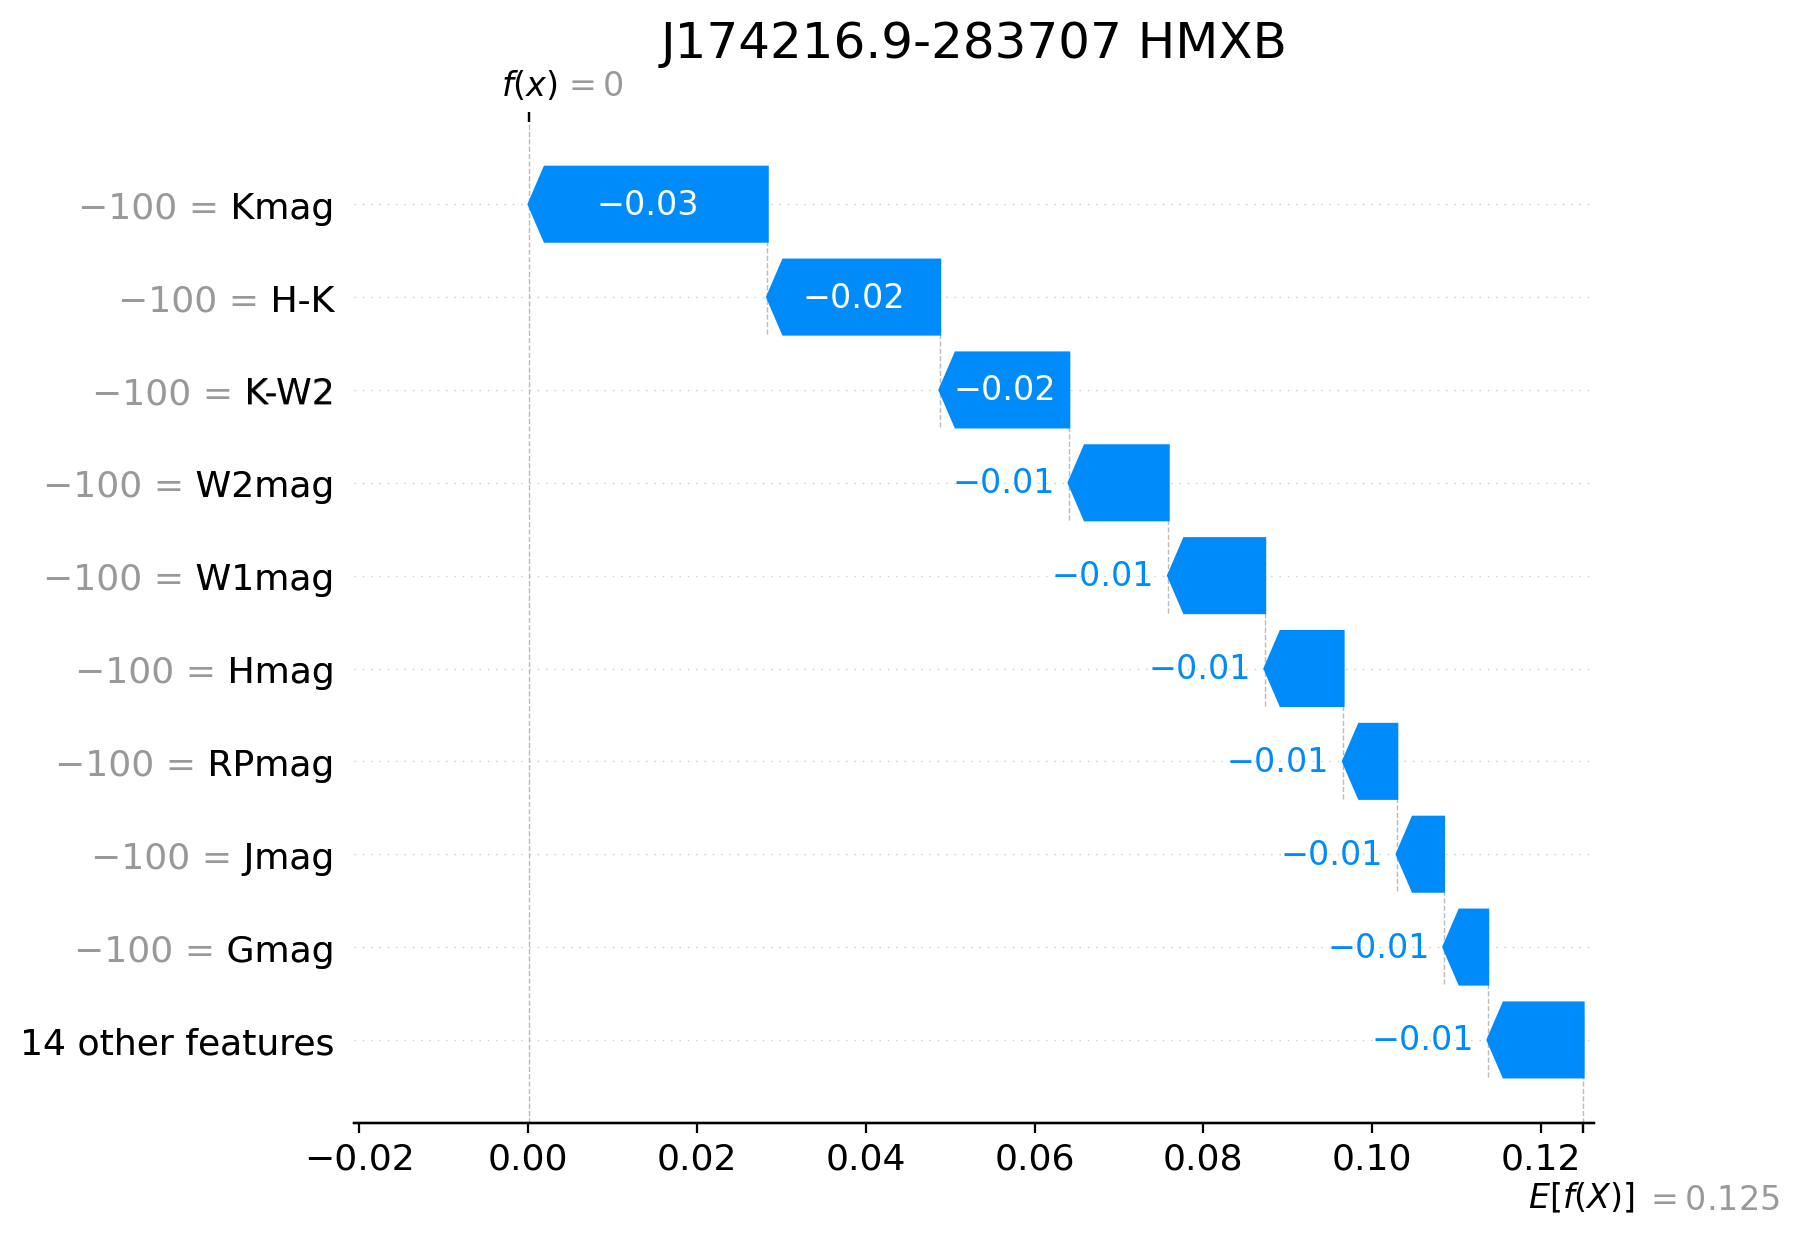 J174216.9-283707 HMXB
f(x) = 0
−100 = Kmag
−0.03
−100 = H-K
−0.02
−100 = K-W2
−0.02
−100 = W2mag
−0.01
−100 = W1mag
−0.01
−100 = Hmag
−0.01
−100 = RPmag
−0.01
−100 = Jmag
−0.01
−100 = Gmag
−0.01
14 other features
−0.01
−0.02 0.00 0.02 0.04 0.06 0.08 0.10 0.12
E[f(X)] = 0.125